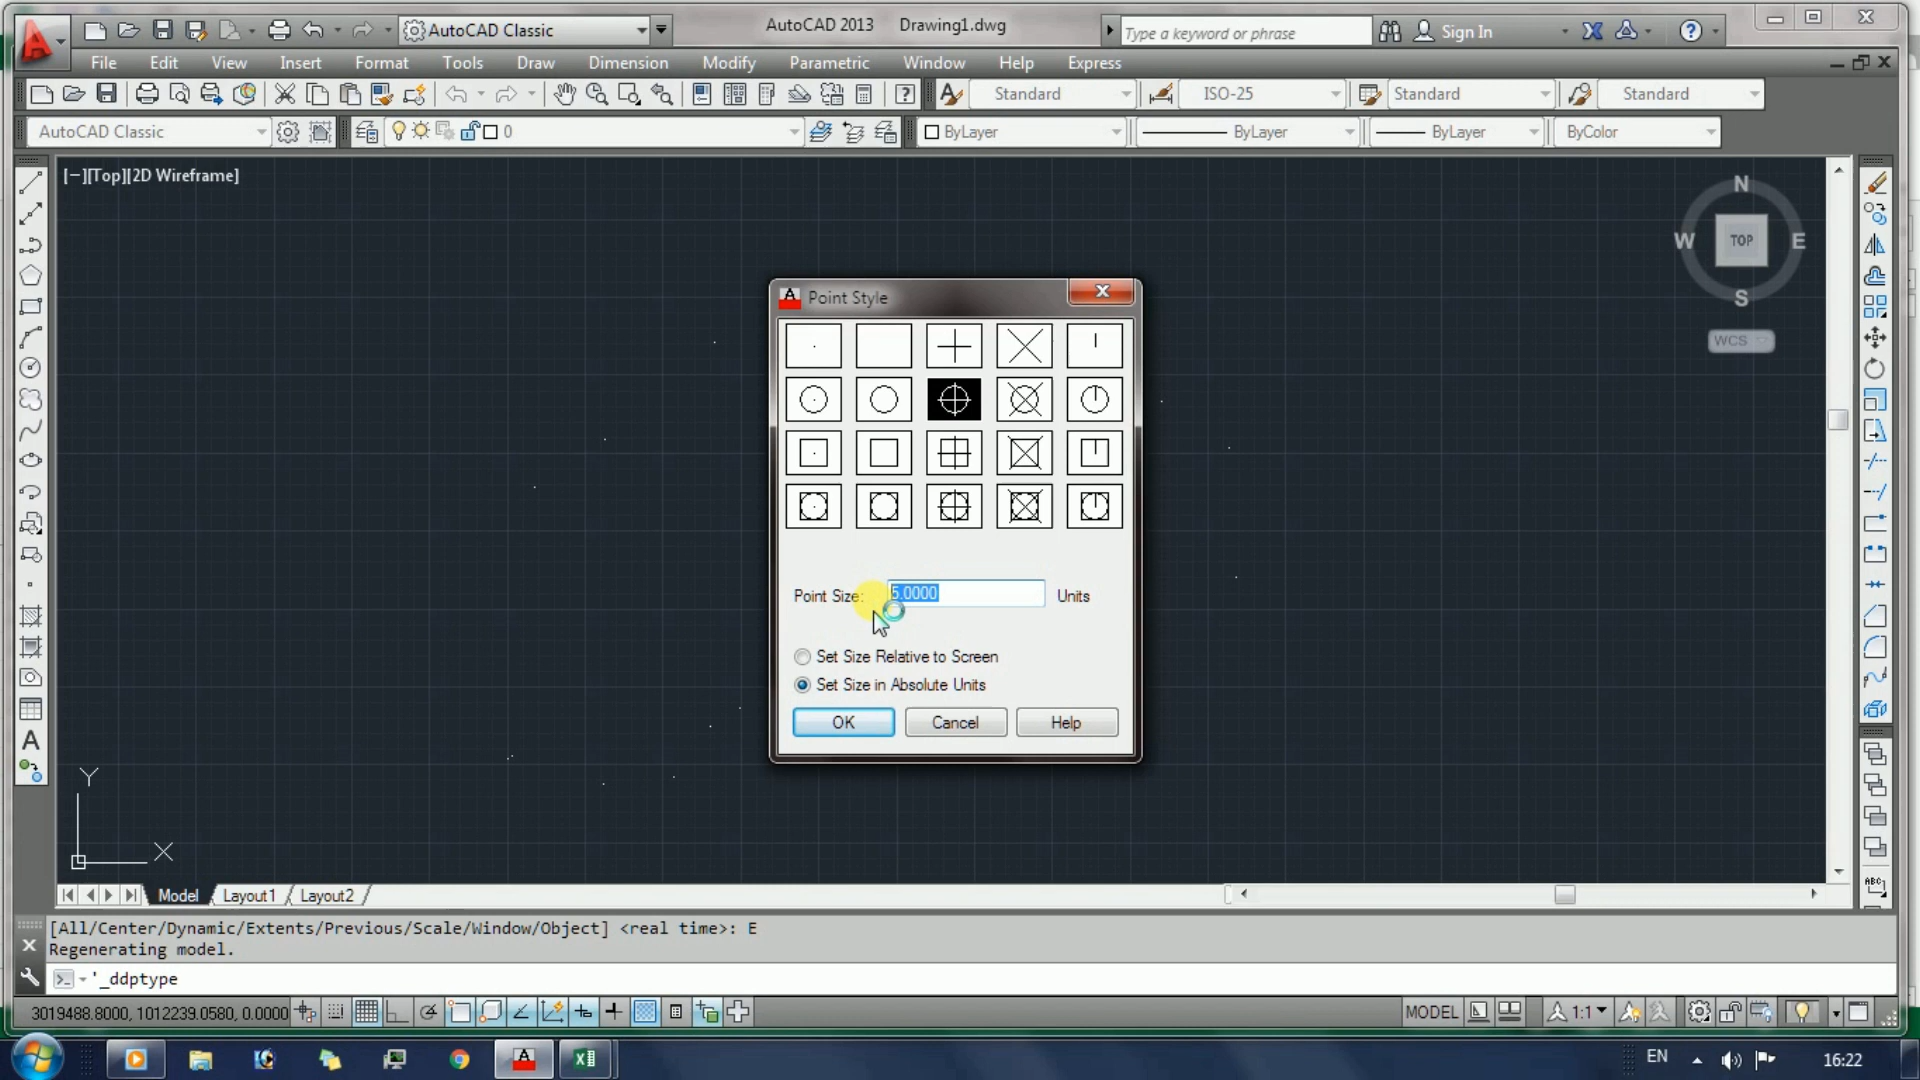 AutoCAD Classic
AutoCAD 2013 Drawing1.dwg
Type a keyword or phrase
Sign In
File Edit View Insert Format Tools Draw Dimension Modify Parametric Window Help Express
Standard ISO-25 Standard Standard
AutoCAD Classic 0 ByLayer ByLayer ByLayer ByColor
[−][Top][2D Wireframe]
N
W TOP E
S
WCS
Point Style
Point Size: 5.0000 Units
Set Size Relative to Screen
Set Size in Absolute Units
OK Cancel Help
A
Y
X
ABC
Model Layout1 Layout2
[All/Center/Dynamic/Extents/Previous/Scale/Window/Object] <real time>: E
Regenerating model.
'_ddptype
3019488.8000, 1012239.0580, 0.0000 MODEL 1:1
EN 16:22